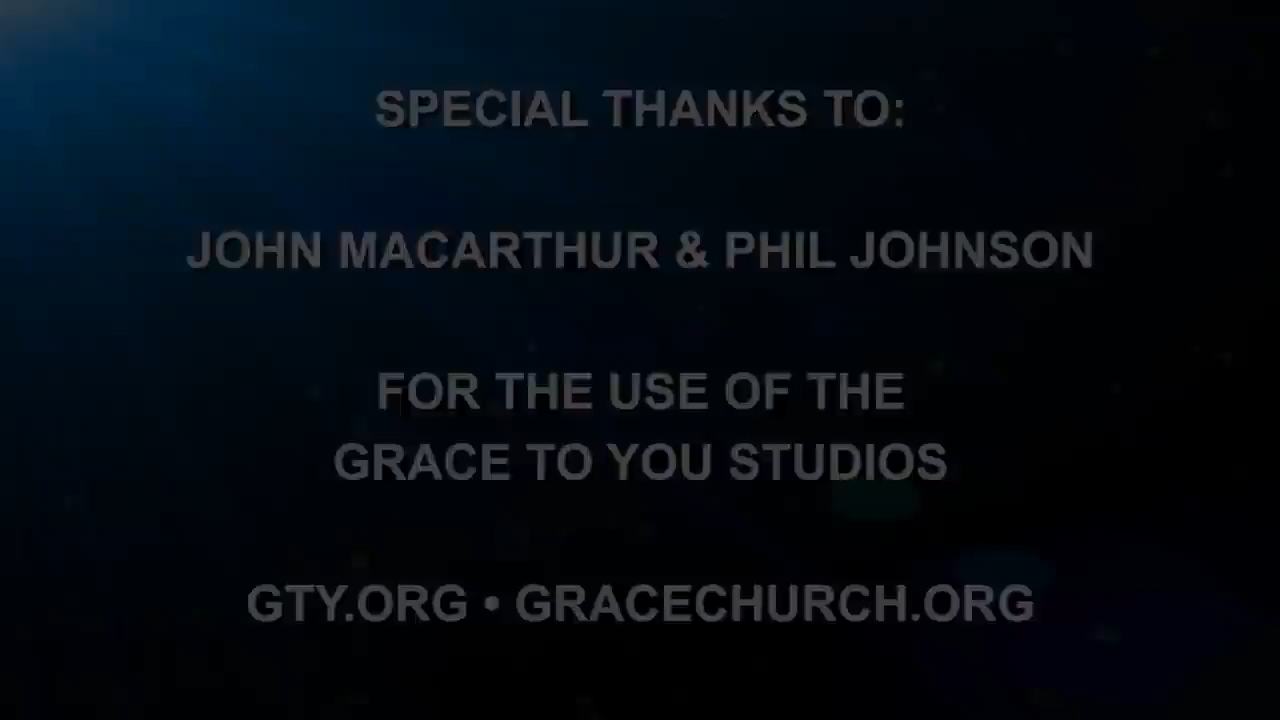 SPECIAL THANKS TO:
JOHN MACARTHUR & PHIL JOHNSON
FOR THE USE OF THE
GRACE TO YOU STUDIOS
GTY.ORG • GRACECHURCH.ORG